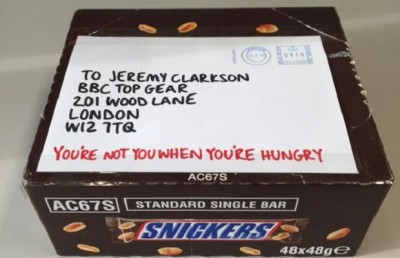 TO JEREMY CLARKSON
BBC TOP GEAR
201 WOOD LANE
LONDON
W12 7TQ
YOU'RE NOT YOU WHEN YOU'RE HUNGRY
AC67S
AC67S STANDARD SINGLE BAR
SNICKERS
48x48g e